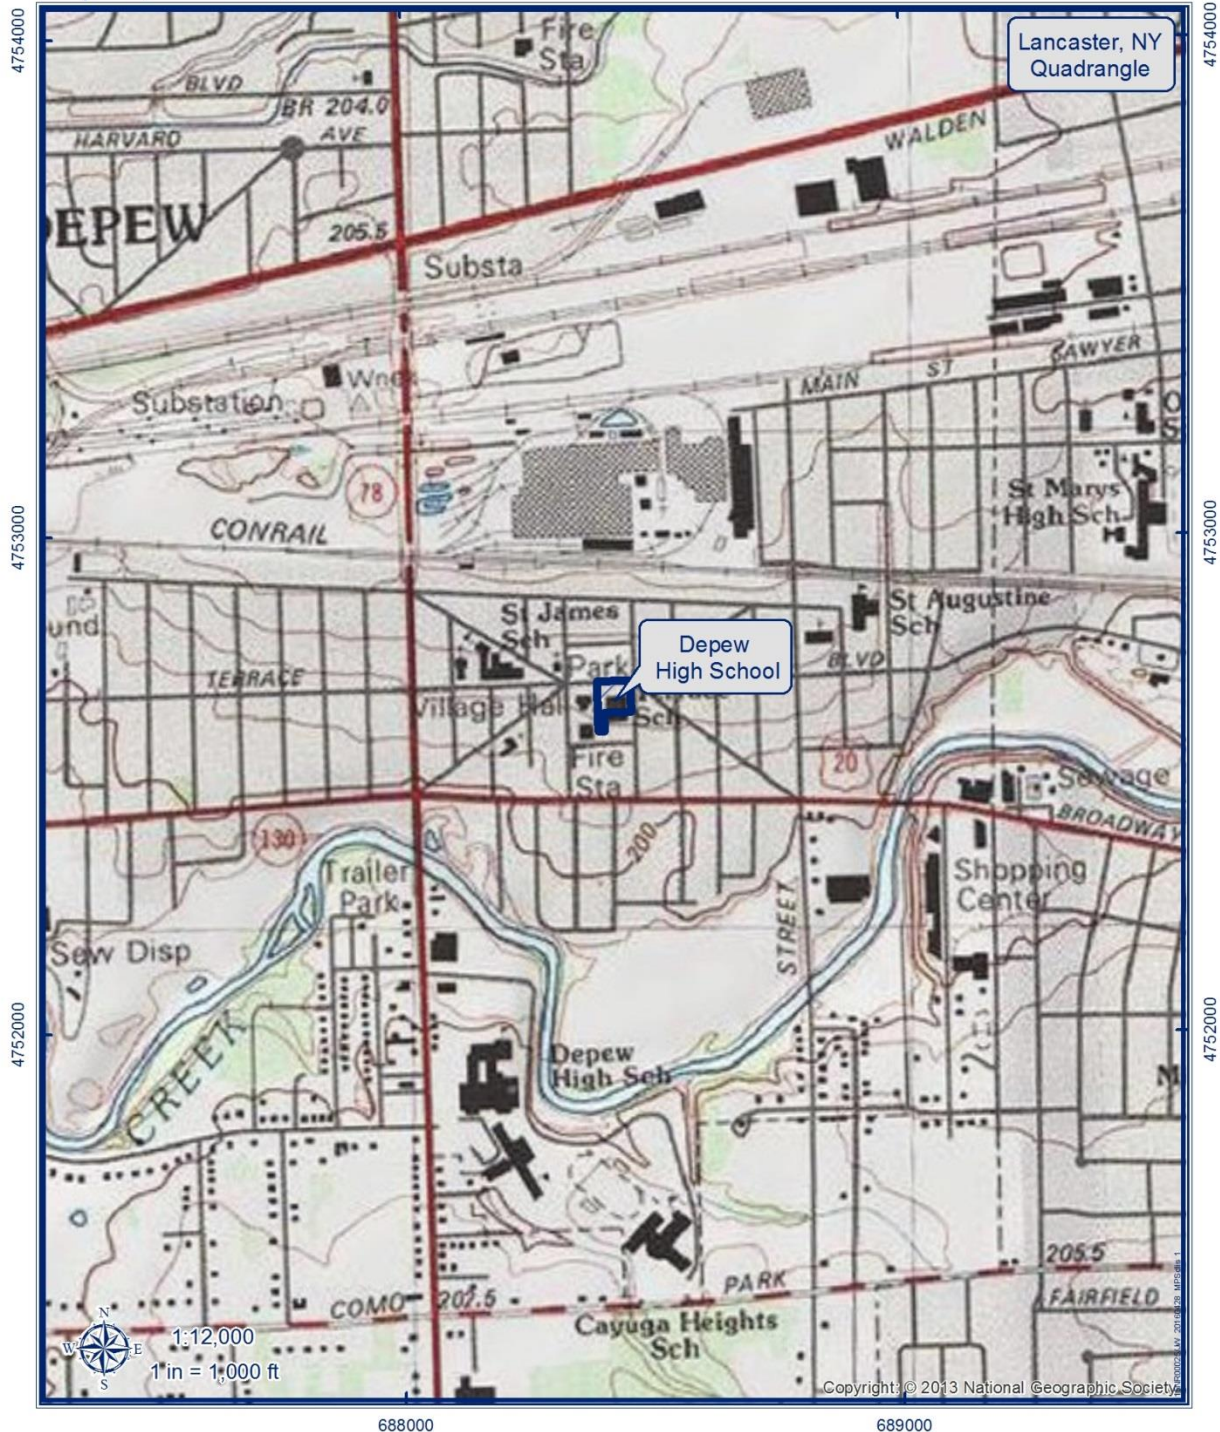 4754000
4754000
Lancaster, NY
Quadrangle
Fire
Sta
BLVD
BR 204.0
HARVARD
AVE
WALDEN
DEPEW
205.5
Substa
SAWYER
MAIN
ST
Substation
78
St Marys
High Sch
CONRAIL
4753000
4753000
St James
Sch
St Augustine
Sch
Depew
High School
Park
BLVD
TERRACE
Village Hall
Sch
Fire
Sta
20
Sewage
BROADWAY
130
200
Trailer
Park
Shopping
Center
STREET
Sew Disp
4752000
4752000
CREEK
Depew
High Sch
M
205.5
PARK
COMO
202.5
FAIRFIELD
Cayuga Heights
Sch
N
W
E
S
1:12,000
1 in = 1,000 ft
Copyright: © 2013 National Geographic Society
688000
689000